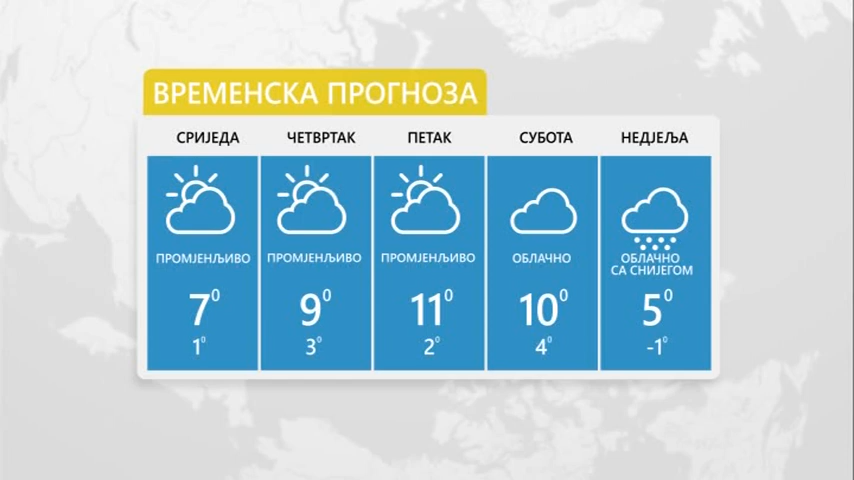 ВРЕМЕНСКА ПРОГНОЗА
СРИЈЕДА ЧЕТВРТАК ПЕТАК СУБОТА НЕДЈЕЉА
ПРОМЈЕНЉИВО ПРОМЈЕНЉИВО ПРОМЈЕНЉИВО ОБЛАЧНО ОБЛАЧНО
СА СНИЈЕГОМ
7⁰ 9⁰ 11⁰ 10⁰ 5⁰
1⁰ 3⁰ 2⁰ 4⁰ -1⁰